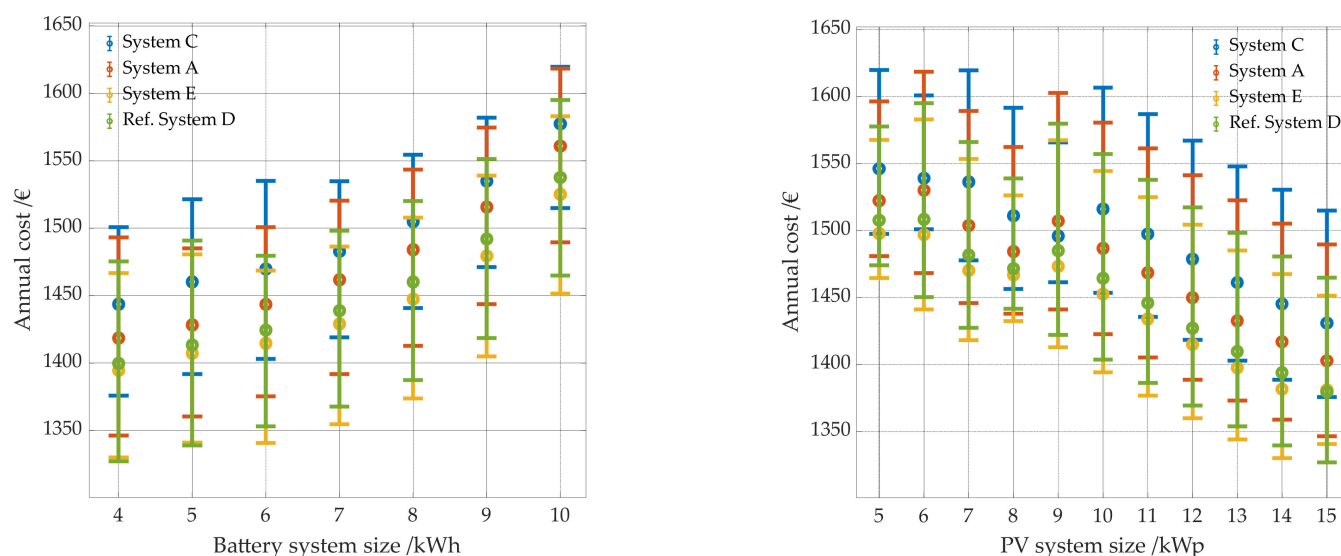 1650
1600
1550
1500
1450
1400
1350
Annual cost /€
System C
System A
System E
Ref. System D
4 5 6 7 8 9 10
Battery system size /kWh
1650
1600
1550
1500
1450
1400
1350
Annual cost /€
System C
System A
System E
Ref. System D
5 6 7 8 9 10 11 12 13 14 15
PV system size /kWp